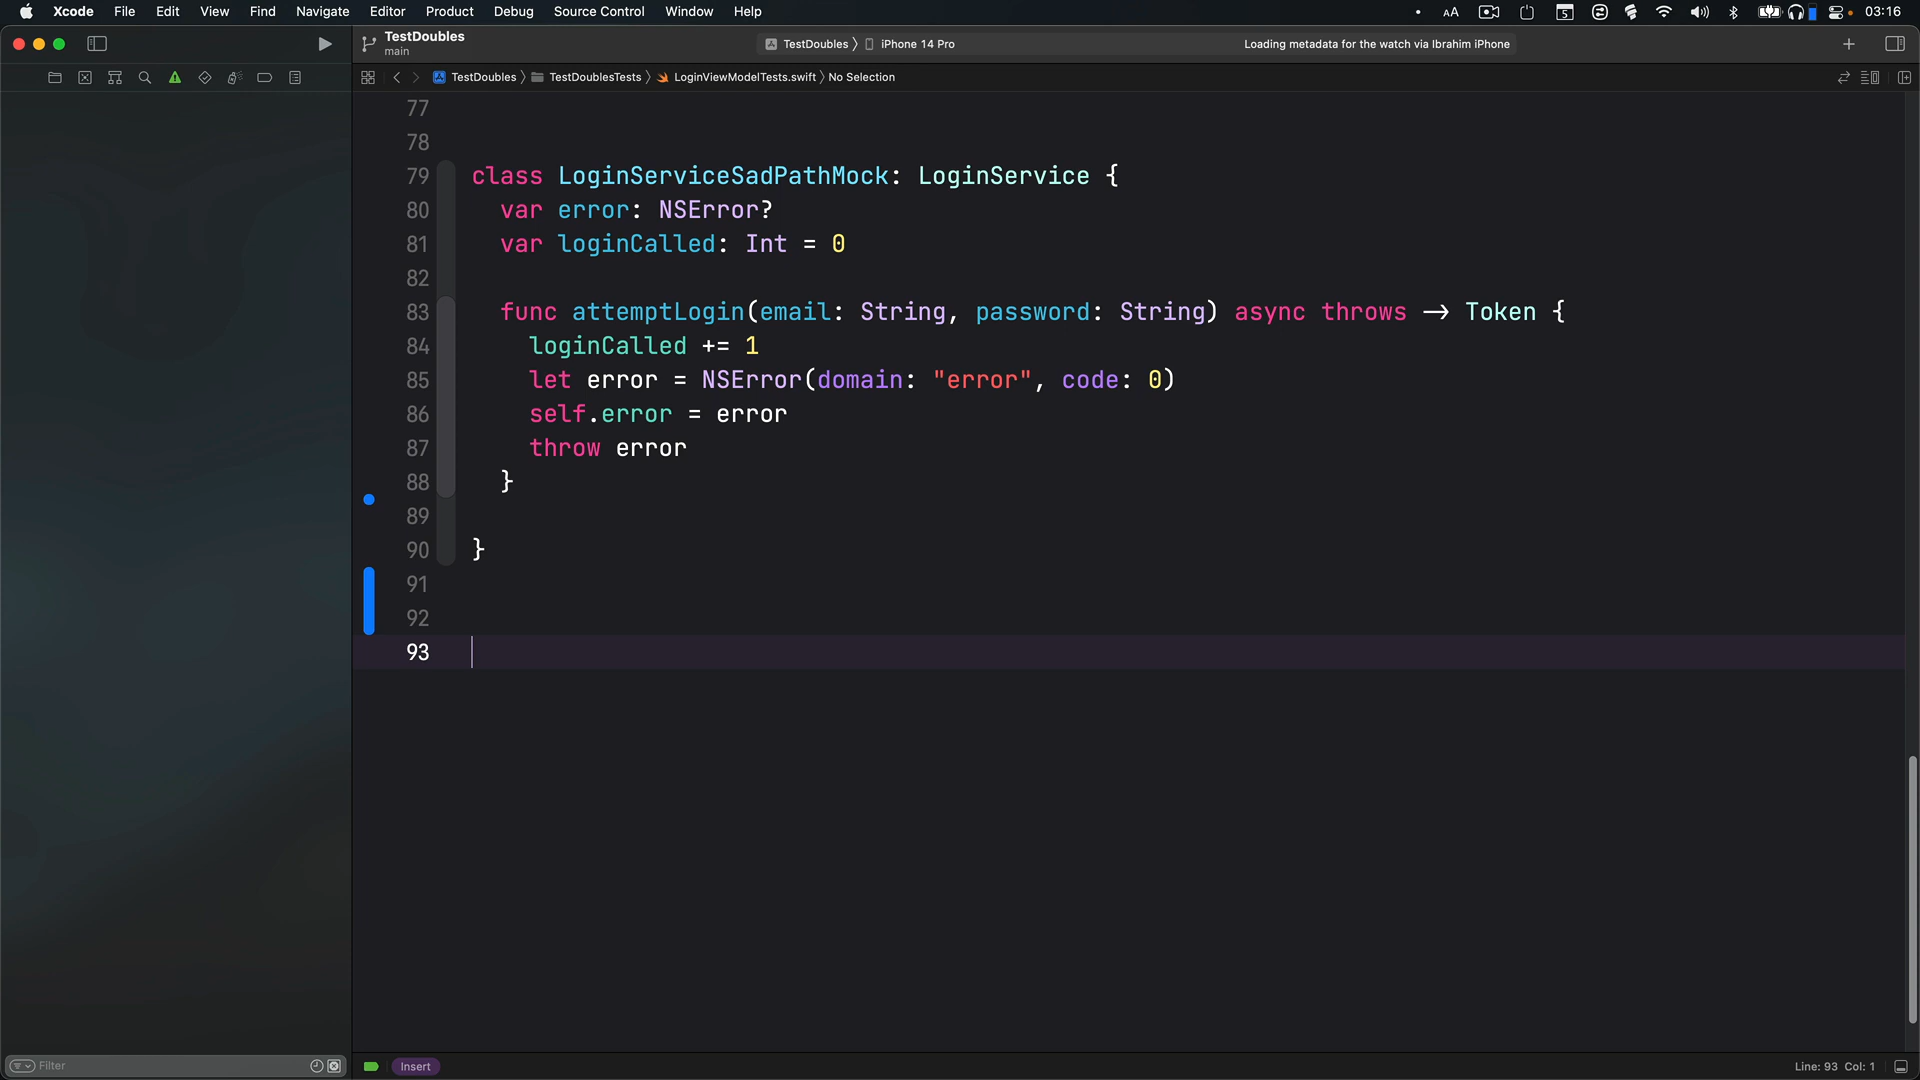 Xcode File Edit View Find Navigate Editor Product Debug Source Control Window Help
AA 5 03:16
TestDoubles
main
TestDoubles iPhone 14 Pro
Loading metadata for the watch via Ibrahim iPhone
TestDoubles TestDoublesTests LoginViewModelTests.swift No Selection
77
78
79 class LoginServiceSadPathMock: LoginService {
80 var error: NSError?
81 var loginCalled: Int = 0
82
83 func attemptLogin(email: String, password: String) async throws -> Token {
84 loginCalled += 1
85 let error = NSError(domain: "error", code: 0)
86 self.error = error
87 throw error
88 }
89
90 }
91
92
93
Filter
Insert
Line: 93 Col: 1